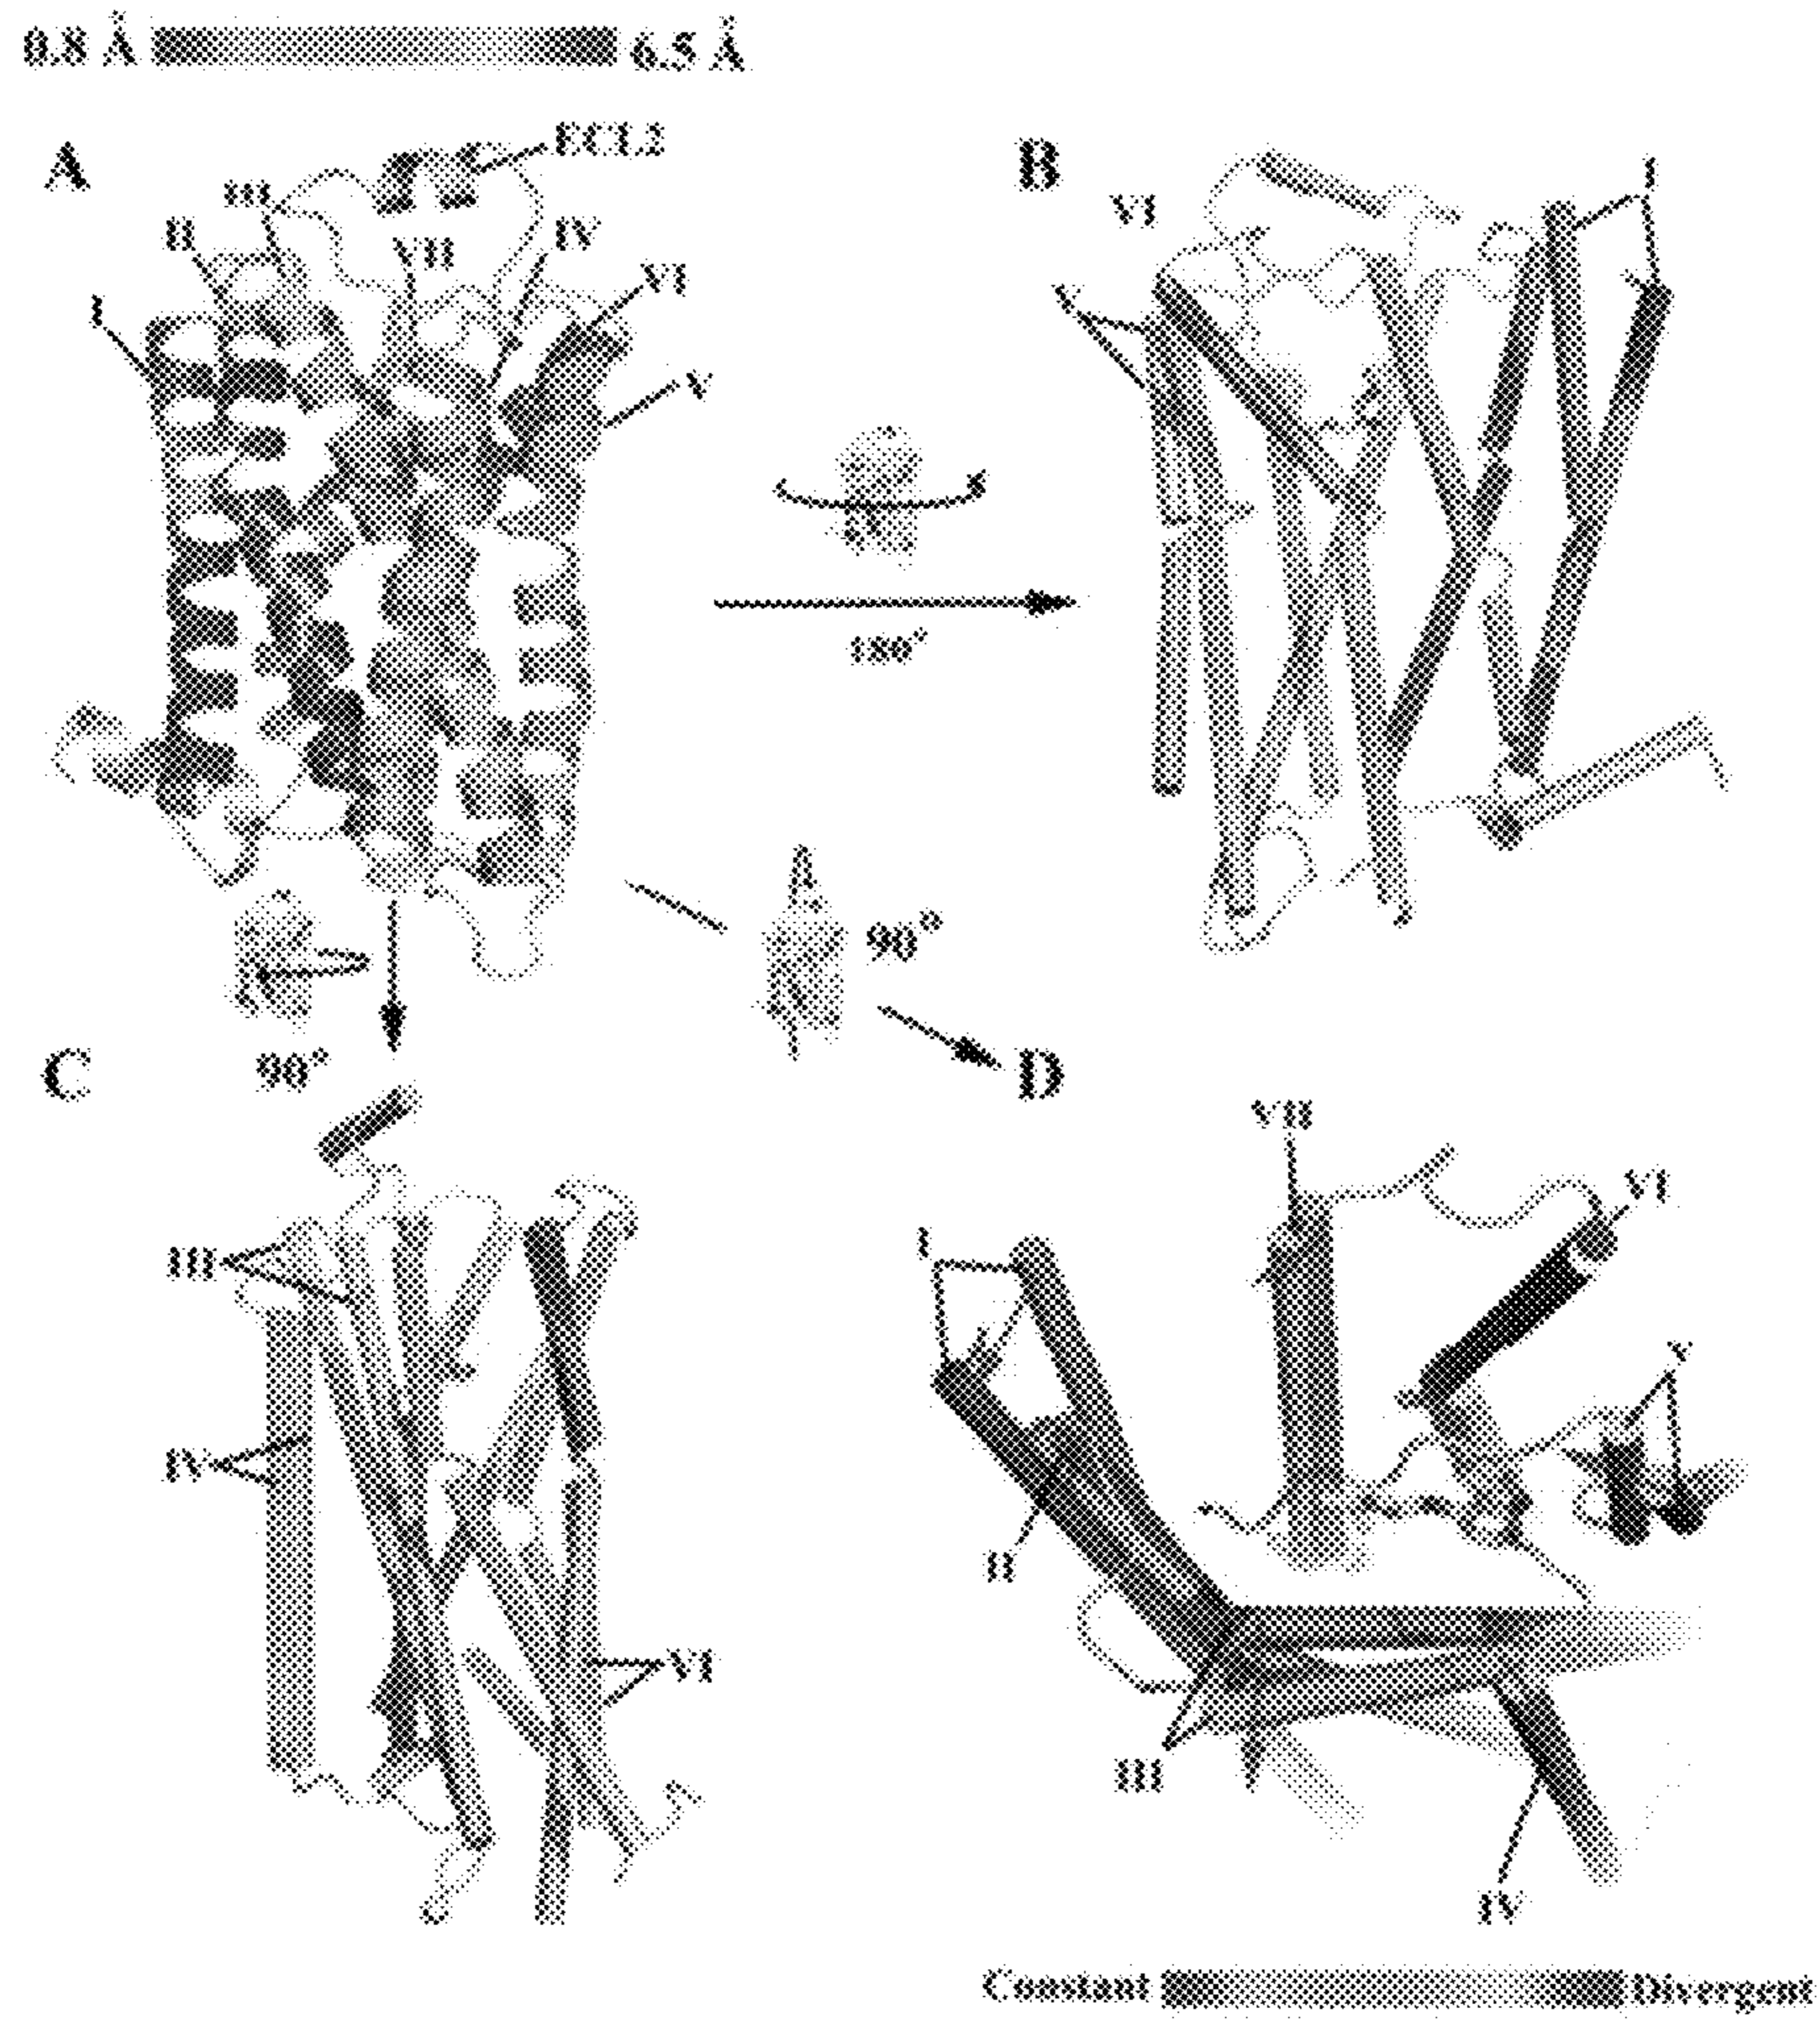 0.8 Å 6.5 Å
A
ECL2
III
II
VII
IV
VI
I
V
B
VI
I
V
180°
90°
C
90°
D
III
IV
VI
VII
VI
I
V
II
III
IV
Constant Divergent